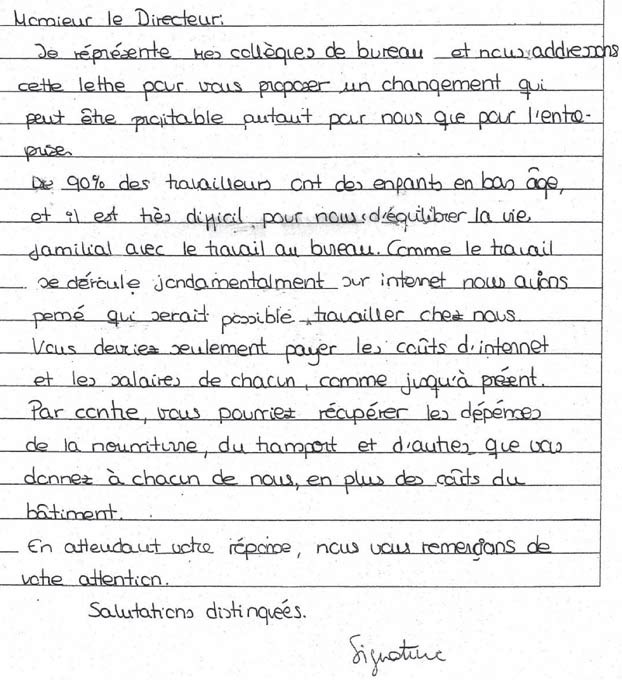 Monsieur le Directeur:
Je réprésente mes collègues de bureau et nous addressons
cette lettre pour vous proposer un changement qui
peut être profitable autaut pour nous que pour l'entre-
prise.
90% des travailleurs ont des enfants en bas âge,
et il est très difficil pour nous d'équilibrer la vie
familial avec le travail au bureau. Comme le travail
se déroule fondamentalment sur internet nous avions
pensé qui serait possible travailler chez nous.
Vous devriez seulement payer les coûts d'internet
et les salaires de chacun, comme jusqu'à présent.
Par contre, vous pourriez récupérer les dépénses
de la nourriture, du transport et d'autres que vous
donnez à chacun de nous, en plus des coûts du
bâtiment.
En attendant votre réponse, nous vous remercions de
votre attention.
Salutations distinguées.
Signature